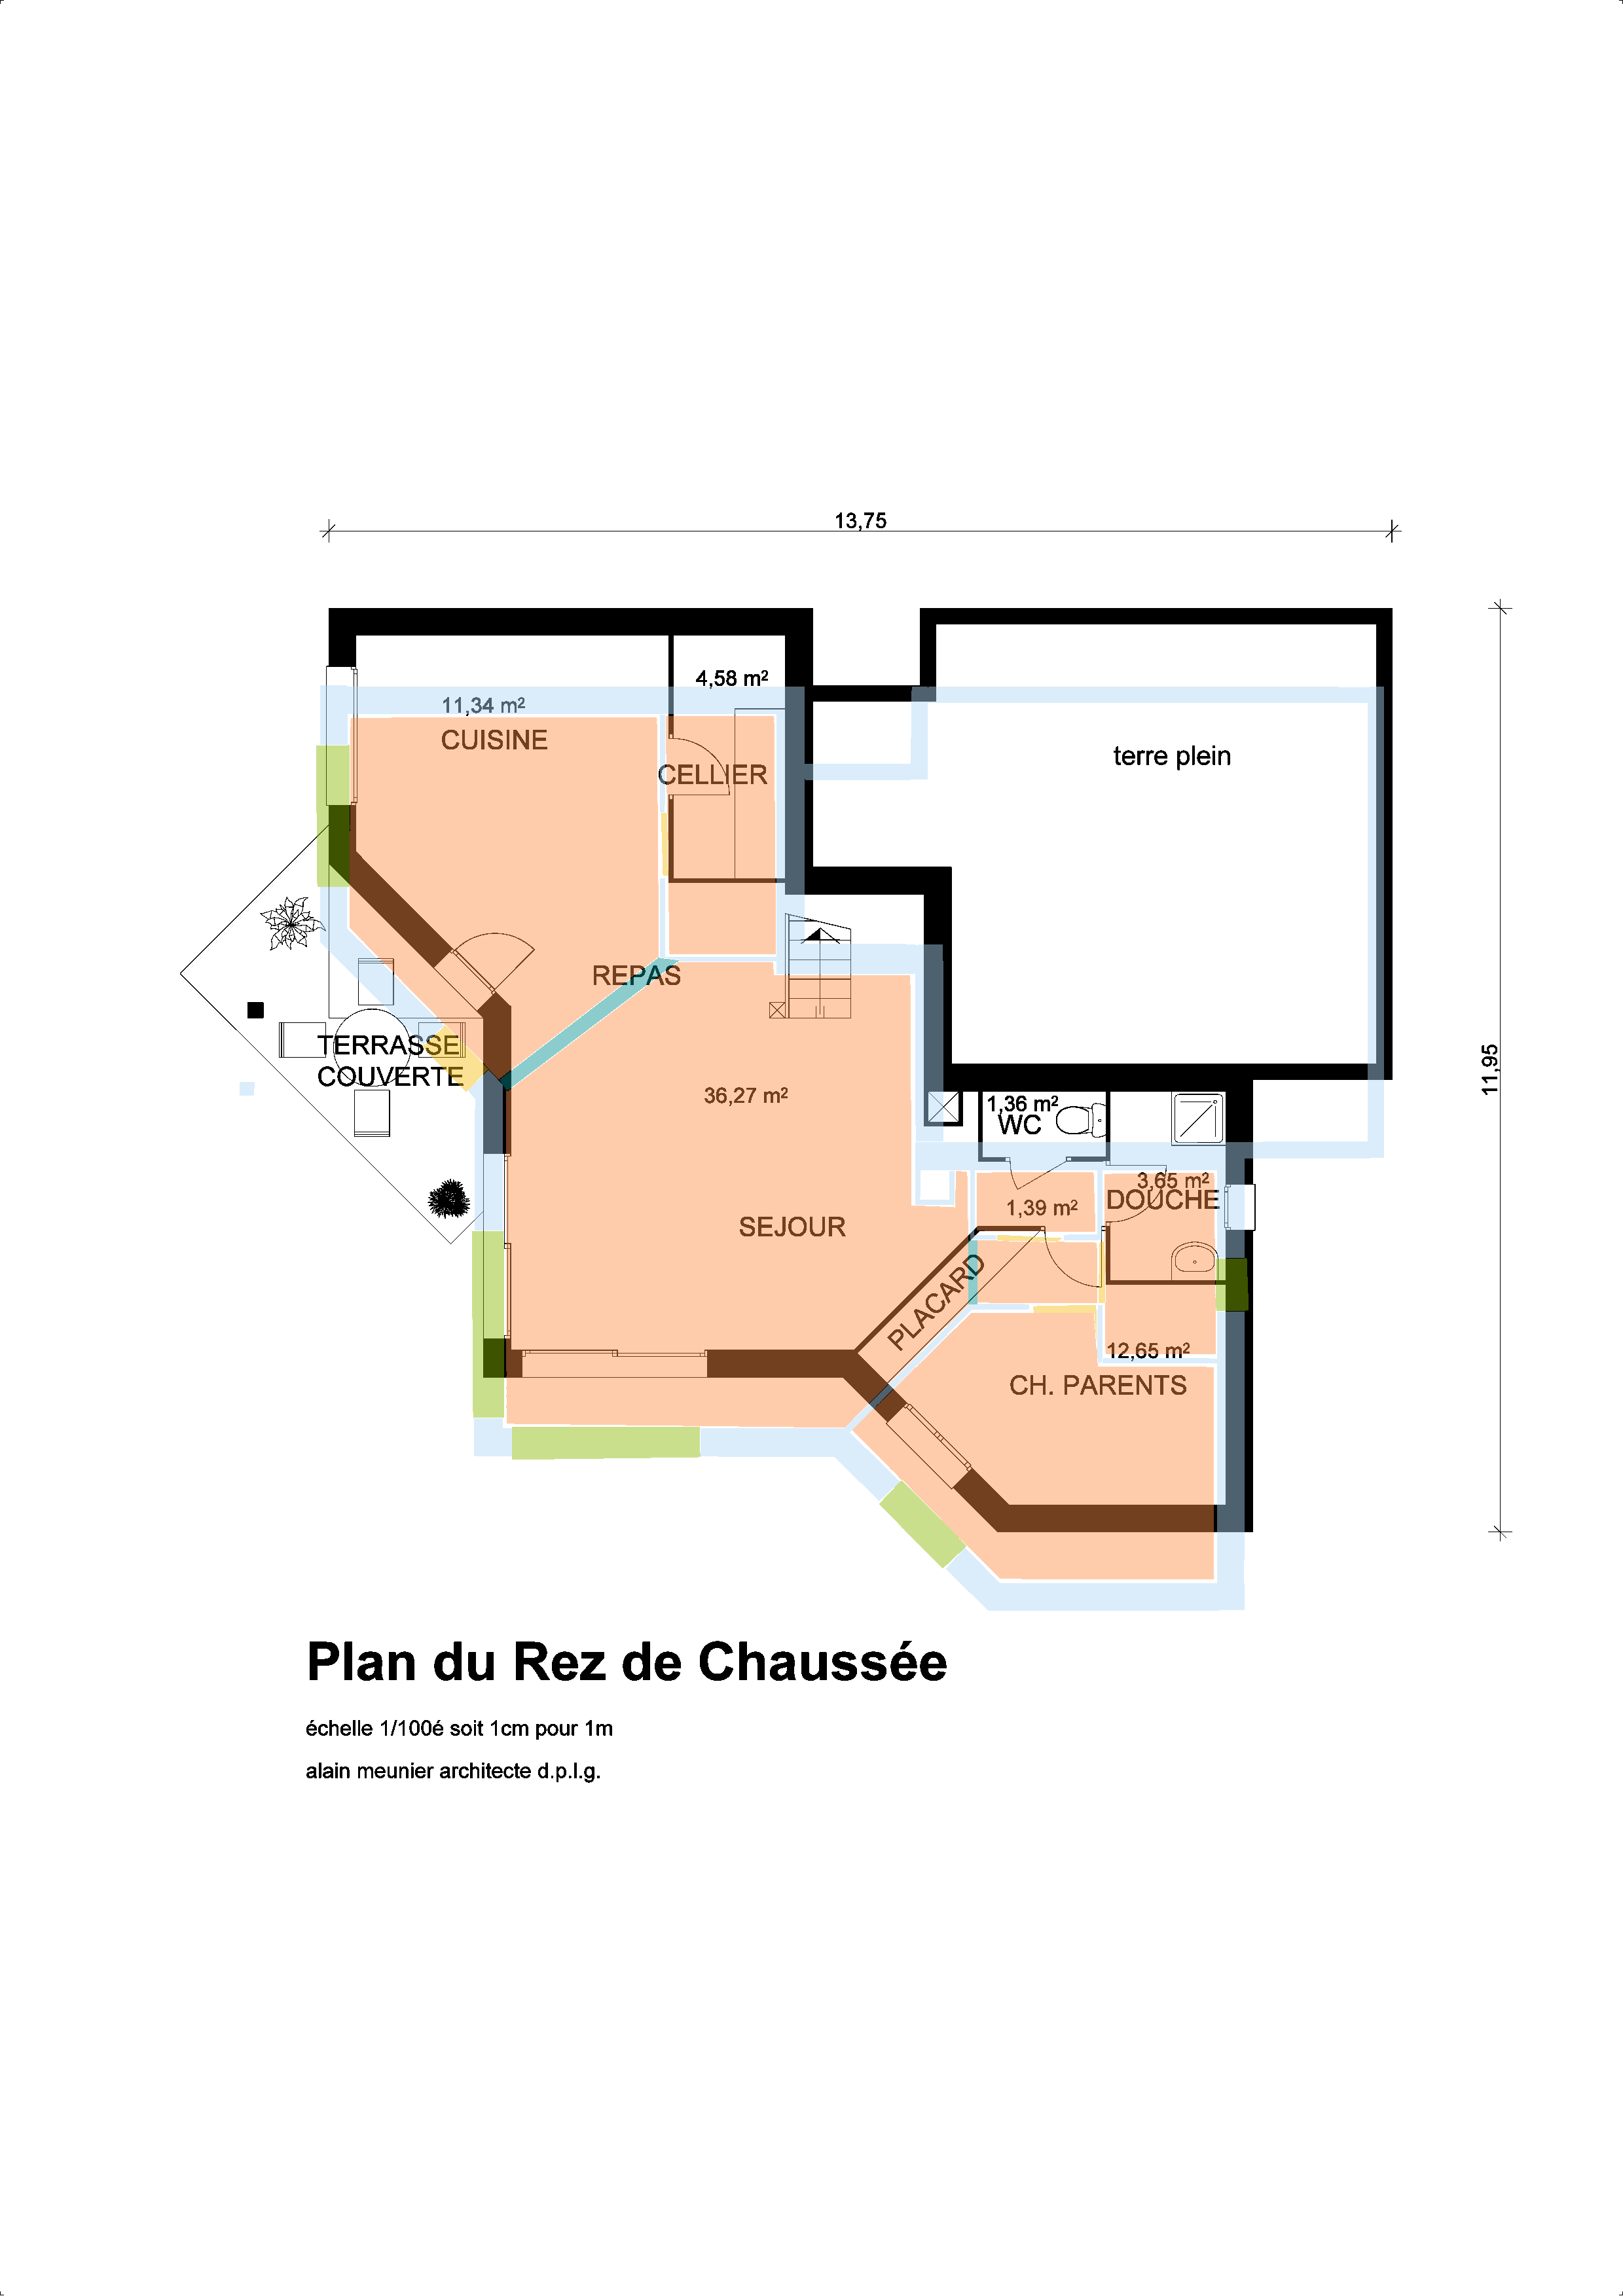 13,75
4,58 m²
11,34 m²
CUISINE
terre plein
CELLIER
REPAS
TERRASSE
COUVERTE
11,95
36,27 m²
1,36 m²
WC
3,65 m²
DOUCHE
1,39 m²
SEJOUR
PLACARD
12,65 m²
CH. PARENTS
Plan du Rez de Chaussée
échelle 1/100é soit 1cm pour 1m
alain meunier architecte d.p.l.g.